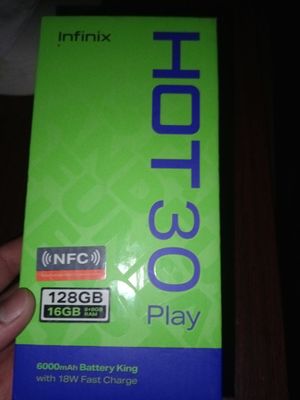 Infinix
HOT 30
Play
((NFC))
128GB
16GB 8+8GB RAM
6000mAh Battery King
with 18W Fast Charge